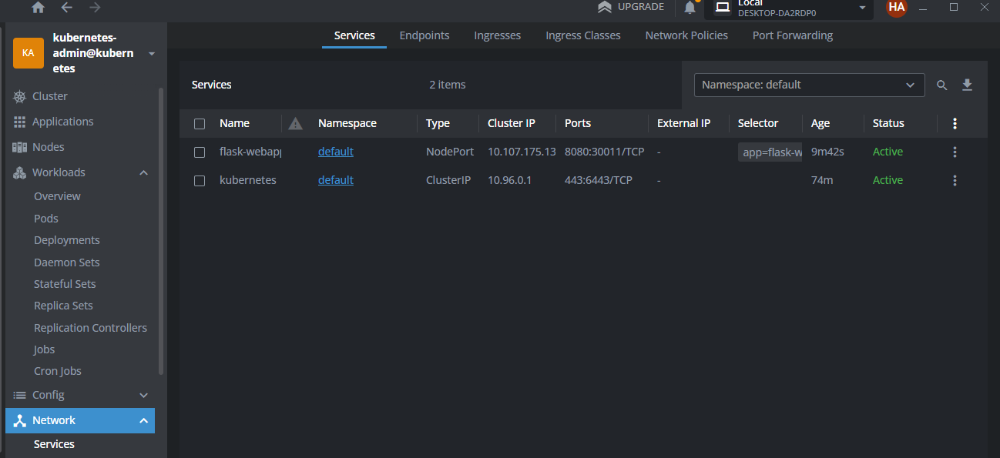 UPGRADE
Local
DESKTOP-DA2RDP0
HA
KA
kubernetes-
admin@kubern
etes
Cluster
Applications
Nodes
Workloads
Overview
Pods
Deployments
Daemon Sets
Stateful Sets
Replica Sets
Replication Controllers
Jobs
Cron Jobs
Config
Network
Services
Services Endpoints Ingresses Ingress Classes Network Policies Port Forwarding
Services 2 items Namespace: default
Name Namespace Type Cluster IP Ports External IP Selector Age Status
flask-webapp default NodePort 10.107.175.13 8080:30011/TCP - app=flask-w 9m42s Active
kubernetes default ClusterIP 10.96.0.1 443:6443/TCP - 74m Active